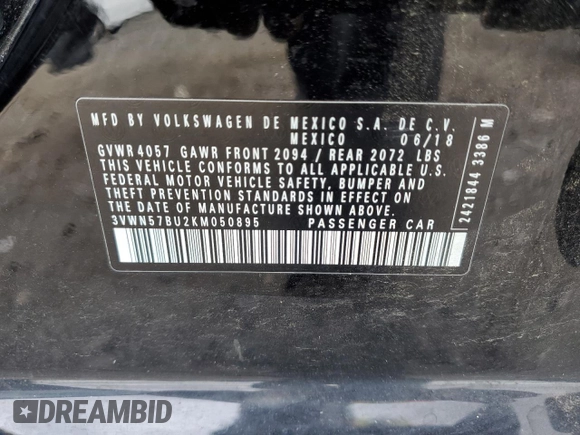 MFD BY VOLKSWAGEN DE MEXICO S.A. DE C.V.
MEXICO 06/18
GVWR4057 GAWR FRONT 2094 / REAR 2072 LBS
THIS VEHICLE CONFORMS TO ALL APPLICABLE U.S.
FEDERAL MOTOR VEHICLE SAFETY, BUMPER AND
THEFT PREVENTION STANDARDS IN EFFECT ON
THE DATE OF MANUFACTURE SHOWN ABOVE.
3VWN57BU2KM050895 PASSENGER CAR
2421844 3386 M
DREAMBID